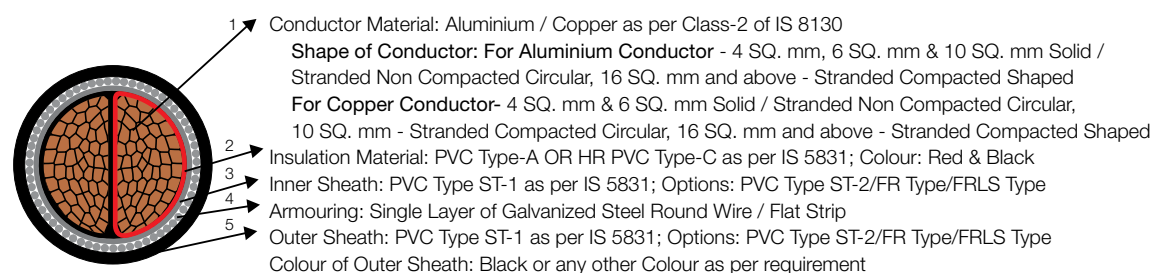 1 Conductor Material: Aluminium / Copper as per Class-2 of IS 8130
Shape of Conductor: For Aluminium Conductor - 4 SQ. mm, 6 SQ. mm & 10 SQ. mm Solid /
Stranded Non Compacted Circular, 16 SQ. mm and above - Stranded Compacted Shaped
For Copper Conductor- 4 SQ. mm & 6 SQ. mm Solid / Stranded Non Compacted Circular,
10 SQ. mm - Stranded Compacted Circular, 16 SQ. mm and above - Stranded Compacted Shaped
2 Insulation Material: PVC Type-A OR HR PVC Type-C as per IS 5831; Colour: Red & Black
3 Inner Sheath: PVC Type ST-1 as per IS 5831; Options: PVC Type ST-2/FR Type/FRLS Type
4 Armouring: Single Layer of Galvanized Steel Round Wire / Flat Strip
5 Outer Sheath: PVC Type ST-1 as per IS 5831; Options: PVC Type ST-2/FR Type/FRLS Type
Colour of Outer Sheath: Black or any other Colour as per requirement